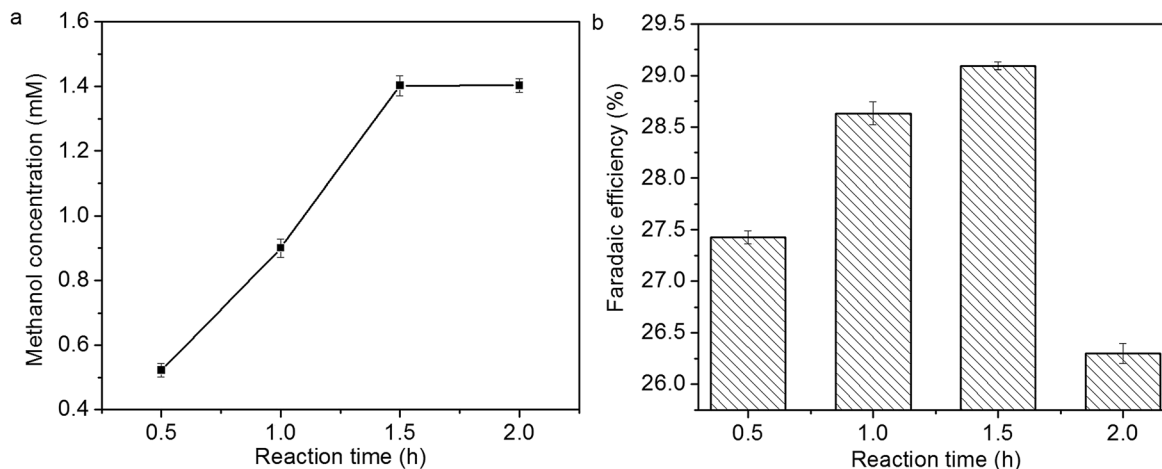 a
Methanol concentration (mM)
1.6
1.4
1.2
1.0
0.8
0.6
0.4
0.5 1.0 1.5 2.0
Reaction time (h)
b
Faradaic efficiency (%)
29.5
29.0
28.5
28.0
27.5
27.0
26.5
26.0
0.5 1.0 1.5 2.0
Reaction time (h)